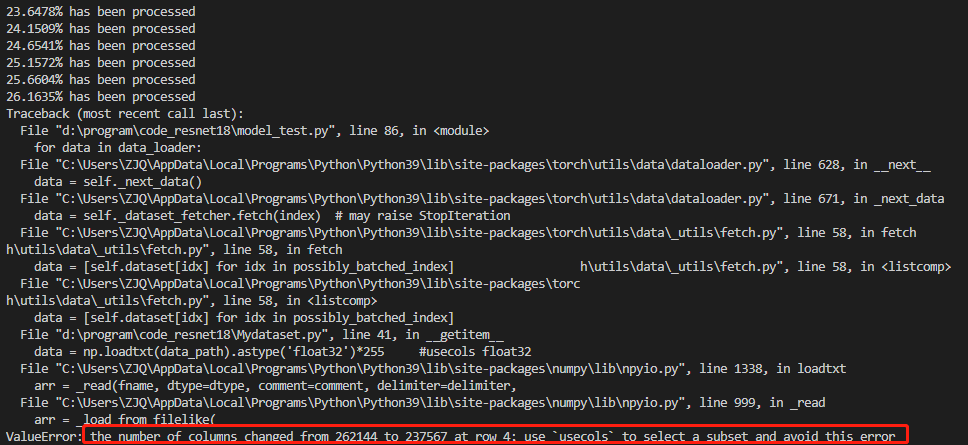 23.6478% has been processed
24.1509% has been processed
24.6541% has been processed
25.1572% has been processed
25.6604% has been processed
26.1635% has been processed
Traceback (most recent call last):
  File "d:\program\code_resnet18\model_test.py", line 86, in <module>
    for data in data_loader:
  File "C:\Users\ZJQ\AppData\Local\Programs\Python\Python39\lib\site-packages\torch\utils\data\dataloader.py", line 628, in __next__
    data = self._next_data()
  File "C:\Users\ZJQ\AppData\Local\Programs\Python\Python39\lib\site-packages\torch\utils\data\dataloader.py", line 671, in _next_data
    data = self._dataset_fetcher.fetch(index)  # may raise StopIteration
  File "C:\Users\ZJQ\AppData\Local\Programs\Python\Python39\lib\site-packages\torch\utils\data\_utils\fetch.py", line 58, in fetch
h\utils\data\_utils\fetch.py", line 58, in fetch
    data = [self.dataset[idx] for idx in possibly_batched_index]                h\utils\data\_utils\fetch.py", line 58, in <listcomp>
  File "C:\Users\ZJQ\AppData\Local\Programs\Python\Python39\lib\site-packages\torc
h\utils\data\_utils\fetch.py", line 58, in <listcomp>
    data = [self.dataset[idx] for idx in possibly_batched_index]
  File "d:\program\code_resnet18\Mydataset.py", line 41, in __getitem__
    data = np.loadtxt(data_path).astype('float32')*255     #usecols float32
  File "C:\Users\ZJQ\AppData\Local\Programs\Python\Python39\lib\site-packages\numpy\lib\npyio.py", line 1338, in loadtxt
    arr = _read(fname, dtype=dtype, comment=comment, delimiter=delimiter,
  File "C:\Users\ZJQ\AppData\Local\Programs\Python\Python39\lib\site-packages\numpy\lib\npyio.py", line 999, in _read
    arr = _load_from_filelike(
ValueError: the number of columns changed from 262144 to 237567 at row 4; use `usecols` to select a subset and avoid this error